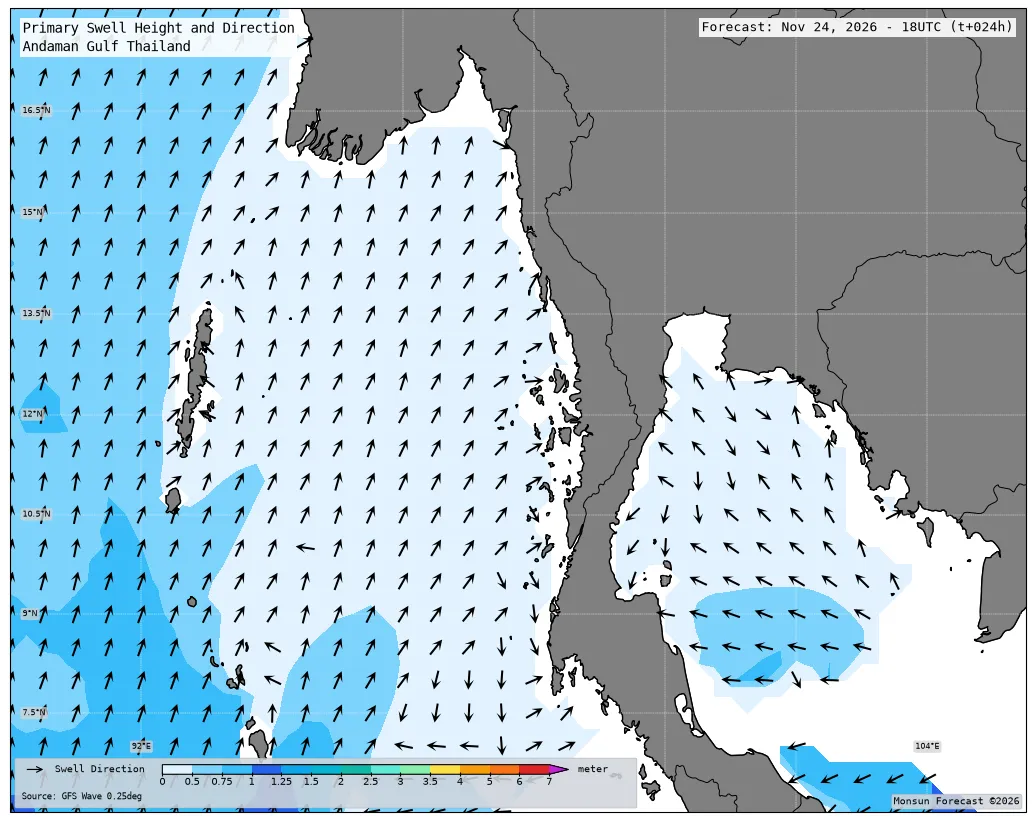 Primary Swell Height and Direction
Andaman Gulf Thailand
Forecast: Nov 24, 2026 - 18UTC (t+024h)
16.5°N
15°N
13.5°N
12°N
10.5°N
9°N
7.5°N
92°E
104°E
Swell Direction
0 0.5 0.75 1 1.25 1.5 2 2.5 3 3.5 4 5 6 7
meter
Source: GFS Wave 0.25deg
Monsun Forecast ©2026